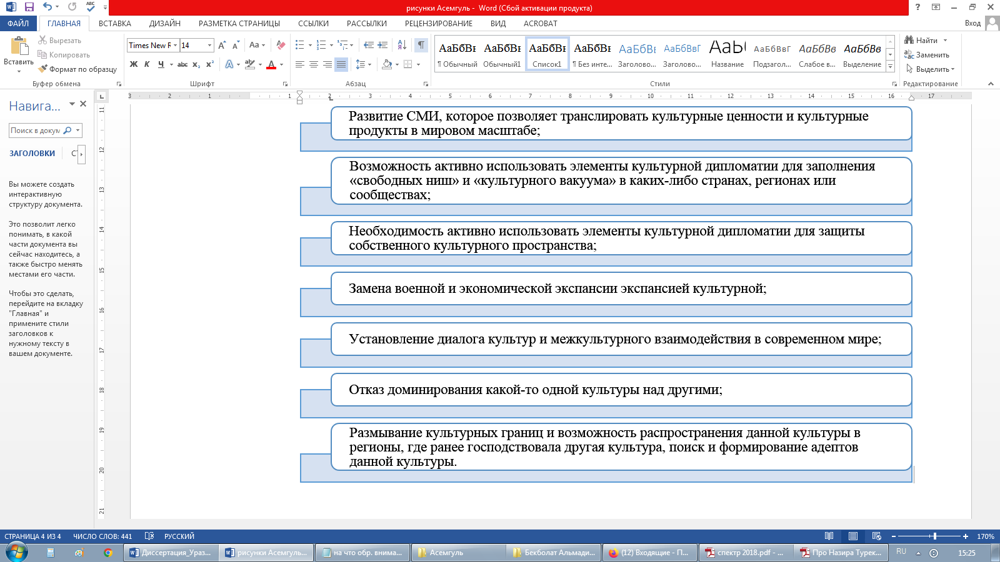 рисунки Асемгуль - Word (Сбой активации продукта)
ФАЙЛ ГЛАВНАЯ ВСТАВКА ДИЗАЙН РАЗМЕТКА СТРАНИЦЫ ССЫЛКИ РАССЫЛКИ РЕЦЕНЗИРОВАНИЕ ВИД ACROBAT Вход
Вставить
Вырезать
Копировать
Формат по образцу
Буфер обмена
Times New R 14
Шрифт
Абзац
АаБбВв АаБбВв АаБбВв АаБбВв АаБбВв АаБбВвГ АаБ АаБбВвГ АаБбВв АаБбВв
¶ Обычный Обычный1 Список1 ¶ Без инте... Заголово... Заголово... Название Подзагол... Слабое в... Выделение
Стили
Найти
Заменить
Выделить
Редактирование
Навига...
Поиск в докум
ЗАГОЛОВКИ С
Вы можете создать
интерактивную
структуру документа.
Это позволит легко
понимать, в какой
части документа вы
сейчас находитесь, а
также быстро менять
местами его части.
Чтобы это сделать,
перейдите на вкладку
"Главная" и
примените стили
заголовков к
нужному тексту в
вашем документе.
3 2 1 1 2 3 4 5 6 7 8 9 10 11 12 13 14 15 16 17
11
12
13
14
15
16
17
18
19
20
21
Развитие СМИ, которое позволяет транслировать культурные ценности и культурные
продукты в мировом масштабе;
Возможность активно использовать элементы культурной дипломатии для заполнения
«свободных ниш» и «культурного вакуума» в каких-либо странах, регионах или
сообществах;
Необходимость активно использовать элементы культурной дипломатии для защиты
собственного культурного пространства;
Замена военной и экономической экспансии экспансией культурной;
Установление диалога культур и межкультурного взаимодействия в современном мире;
Отказ доминирования какой-то одной культуры над другими;
Размывание культурных границ и возможность распространения данной культуры в
регионы, где ранее господствовала другая культура, поиск и формирование адептов
данной культуры.
СТРАНИЦА 4 ИЗ 4 ЧИСЛО СЛОВ: 441 РУССКИЙ 170%
Диссертация_Ураз... рисунки Асемгуль... на что обр. внима... Асемгуль Бекболат Альмади... (12) Входящие - П... спектр 2018.pdf - ... Про Назира Турек... RU 15:25